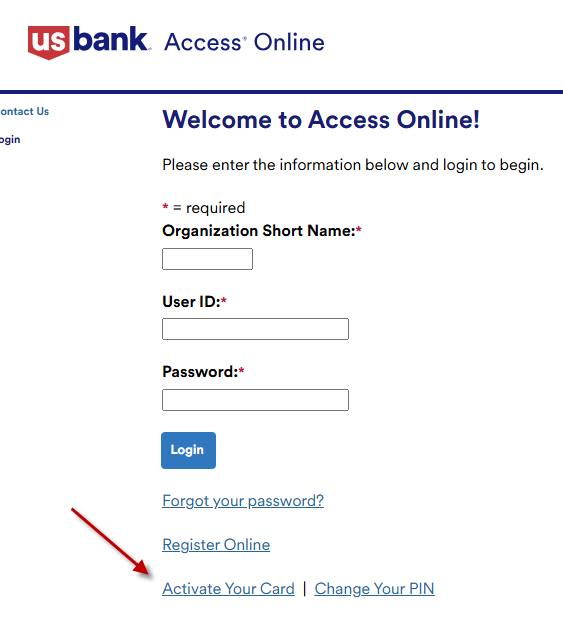 usbank Access® Online
ontact Us
ogin
Welcome to Access Online!
Please enter the information below and login to begin.
* = required
Organization Short Name:*
User ID:*
Password:*
Login
Forgot your password?
Register Online
Activate Your Card | Change Your PIN